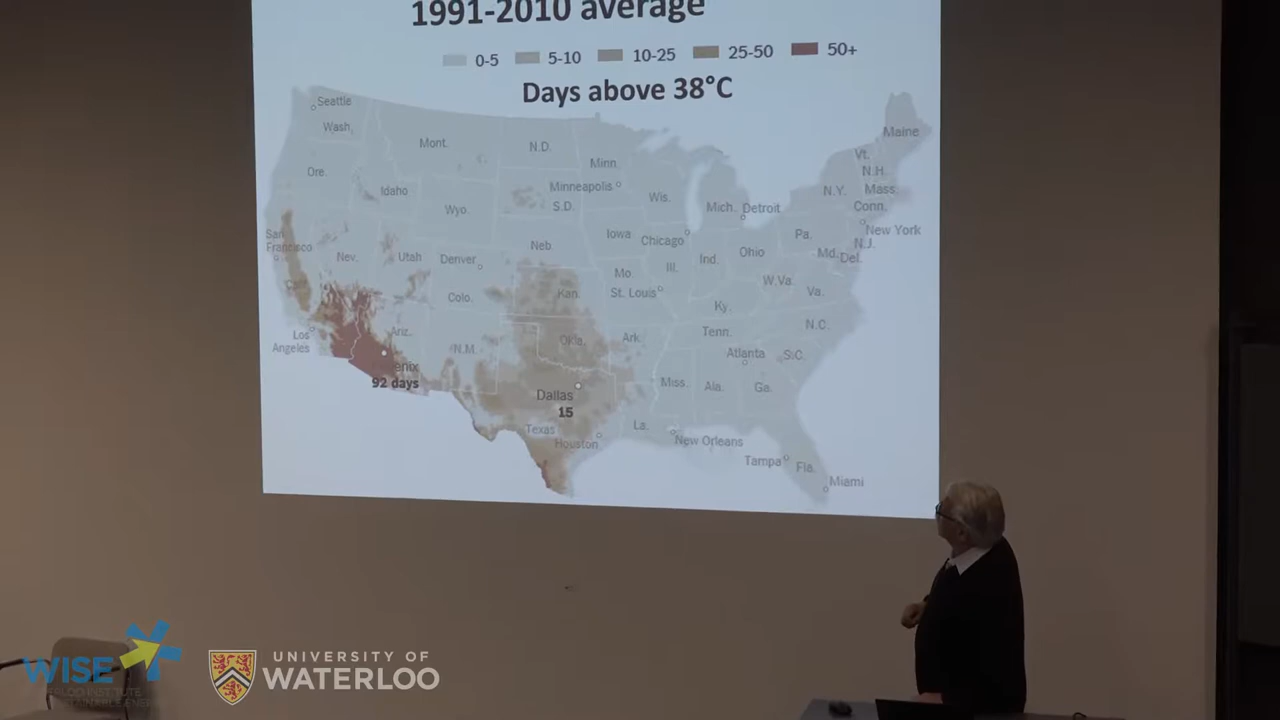 1991-2010 average
0-5 5-10 10-25 25-50 50+
Days above 38°C
Seattle
Wash.
Maine
Mont.
N.D.
Vt.
Minn.
N.H.
Ore.
Idaho
Minneapolis
Wis.
N.Y.
Mass.
Wyo.
S.D.
Mich.
Detroit
Conn.
San
Francisco
Iowa
Chicago
Pa.
New York
N.J.
Nev.
Utah
Denver
Neb.
Ill.
Ind.
Ohio
Md.
Del.
Mo.
W.Va.
Va.
Colo.
Kan.
St. Louis
Ky.
N.C.
Los
Angeles
Ariz.
N.M.
Okla.
Ark.
Tenn.
Atlanta
S.C.
enix
92 days
Dallas
15
Miss.
Ala.
Ga.
Texas
Houston
La.
New Orleans
Tampa
Fla.
Miami
WISE
UNIVERSITY OF
WATERLOO